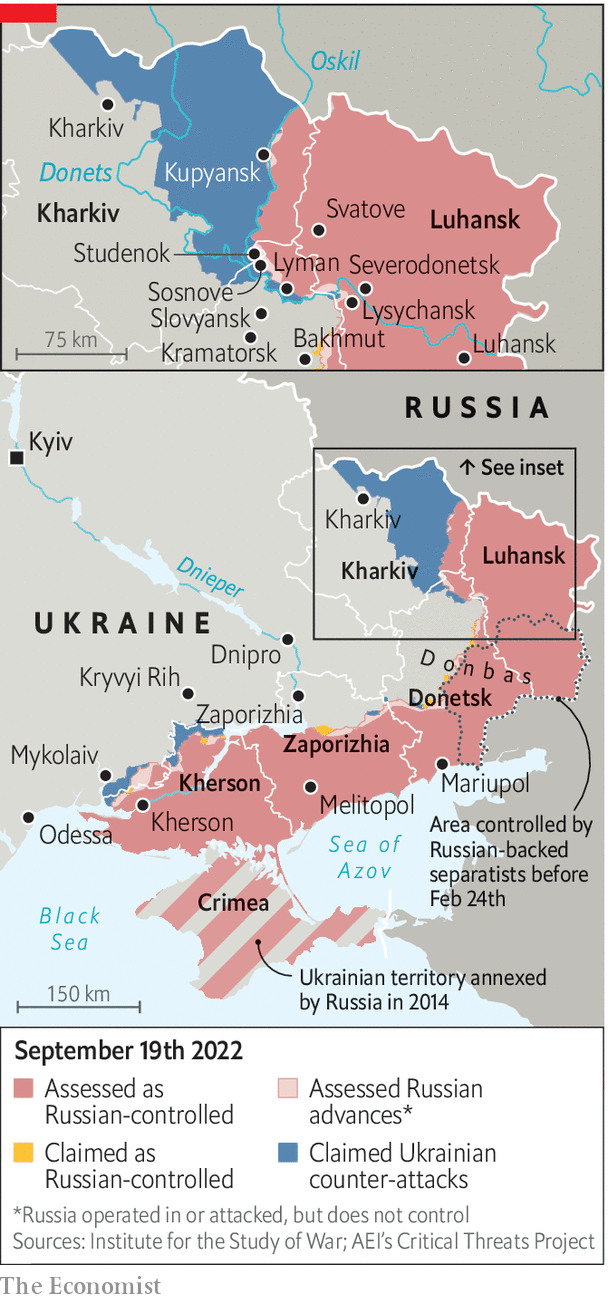 Oskil
Kharkiv
Donets
Kupyansk
Kharkiv
Svatove
Luhansk
Studenok
Lyman
Severodonetsk
Sosnove
Slovyansk
Lysychansk
Kramatorsk
Bakhmut
Luhansk
75 km
RUSSIA
Kyiv
↑ See inset
Kharkiv
Luhansk
Kharkiv
Dnieper
UKRAINE
Dnipro
Donbas
Kryvyi Rih
Donetsk
Zaporizhia
Zaporizhia
Mykolaiv
Kherson
Mariupol
Melitopol
Odessa
Kherson
Area controlled by
Russian-backed
separatists before
Feb 24th
Sea of
Azov
Crimea
Black
Sea
Ukrainian territory annexed
by Russia in 2014
150 km
September 19th 2022
Assessed as
Russian-controlled
Assessed Russian
advances*
Claimed as
Russian-controlled
Claimed Ukrainian
counter-attacks
*Russia operated in or attacked, but does not control
Sources: Institute for the Study of War; AEI's Critical Threats Project
The Economist